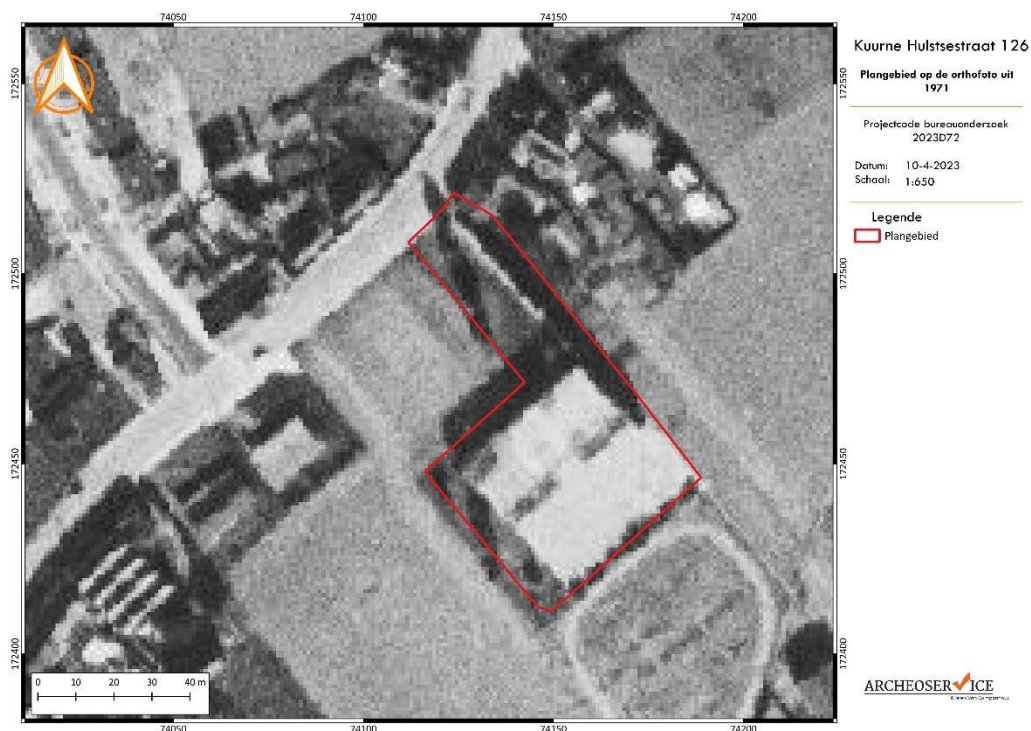 74050 74100 74150 74200
172550
172500
172450
172400
172550
172500
172450
172400
0 10 20 30 40 m
74050 74100 74150 74200
Kuurne Hulstsestraat 126
Plangebied op de orthofoto uit
1971
Projectcode bureauonderzoek
2023D72
Datum: 10-4-2023
Schaal: 1:650
Legende
Plangebied
ARCHEOSERVICE